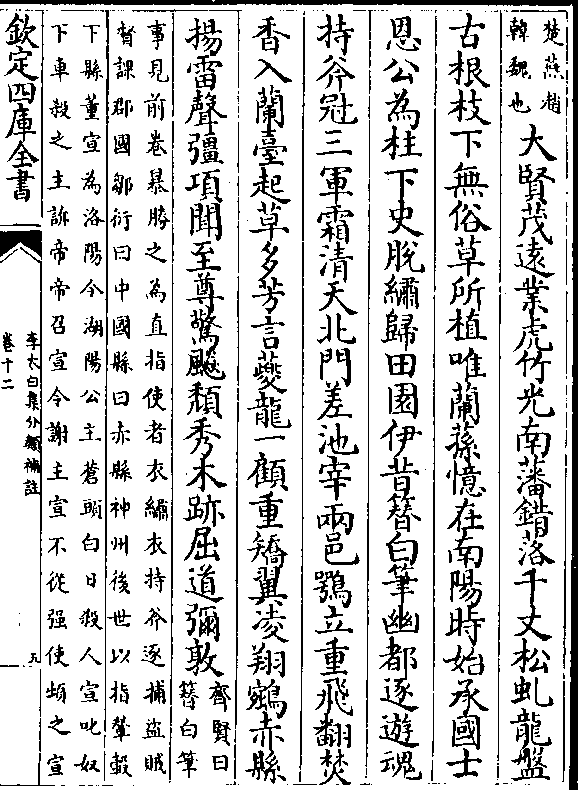 楚燕趙
韓魏也
大賢茂遠業虎竹光南藩錯落千丈松虬龍盤
古根枝下無俗草所植唯蘭蓀憶在南陽時始承國士
恩公為柱下史脫繡歸田園伊昔簮白筆幽都逐遊魂
持斧冠三軍霜清天北門差池宰兩邑鶚立重飛翻焚
香入蘭臺起草多芳言夔龍一顧重矯翼凌翔鵷赤縣
揚雷聲彊項聞至尊驚飇頽秀木跡屈道彌敦
齊賢曰
簮白筆
事見前卷暴勝之為直指使者衣繡衣持斧逐捕盜賊
督課郡國鄒衍曰中國縣曰赤縣神州後世以指輦轂
下縣董宣為洛陽令湖陽公主蒼頭白日殺人宣叱奴
下車殺之主訴帝帝召宣令謝主宣不從强使頓之宣
欽定四庫全書
李太白集分類補註
卷十二
五